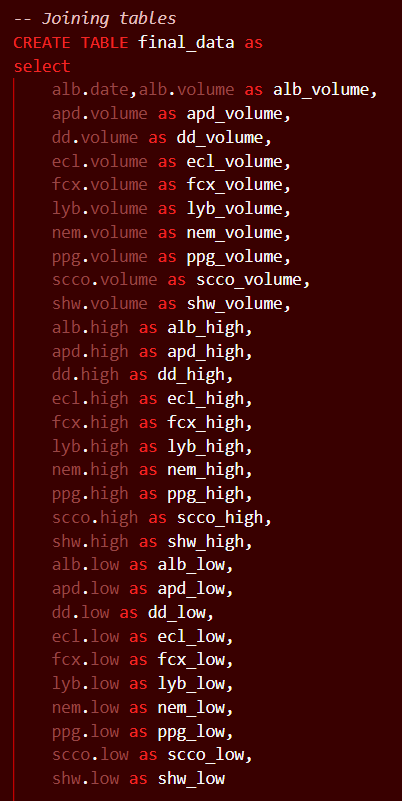 -- Joining tables
CREATE TABLE final_data as
select
alb.date,alb.volume as alb_volume,
apd.volume as apd_volume,
dd.volume as dd_volume,
ecl.volume as ecl_volume,
fcx.volume as fcx_volume,
lyb.volume as lyb_volume,
nem.volume as nem_volume,
ppg.volume as ppg_volume,
scco.volume as scco_volume,
shw.volume as shw_volume,
alb.high as alb_high,
apd.high as apd_high,
dd.high as dd_high,
ecl.high as ecl_high,
fcx.high as fcx_high,
lyb.high as lyb_high,
nem.high as nem_high,
ppg.high as ppg_high,
scco.high as scco_high,
shw.high as shw_high,
alb.low as alb_low,
apd.low as apd_low,
dd.low as dd_low,
ecl.low as ecl_low,
fcx.low as fcx_low,
lyb.low as lyb_low,
nem.low as nem_low,
ppg.low as ppg_low,
scco.low as scco_low,
shw.low as shw_low